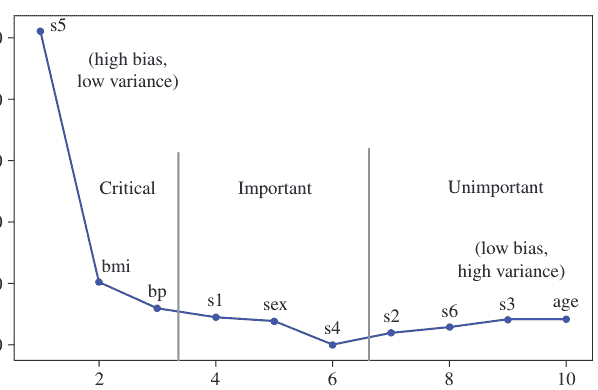 s5
(high bias,
low variance)
Critical
Important
Unimportant
(low bias,
high variance)
bmi
bp
s1
sex
s4
s2
s6
s3
age
2
4
6
8
10